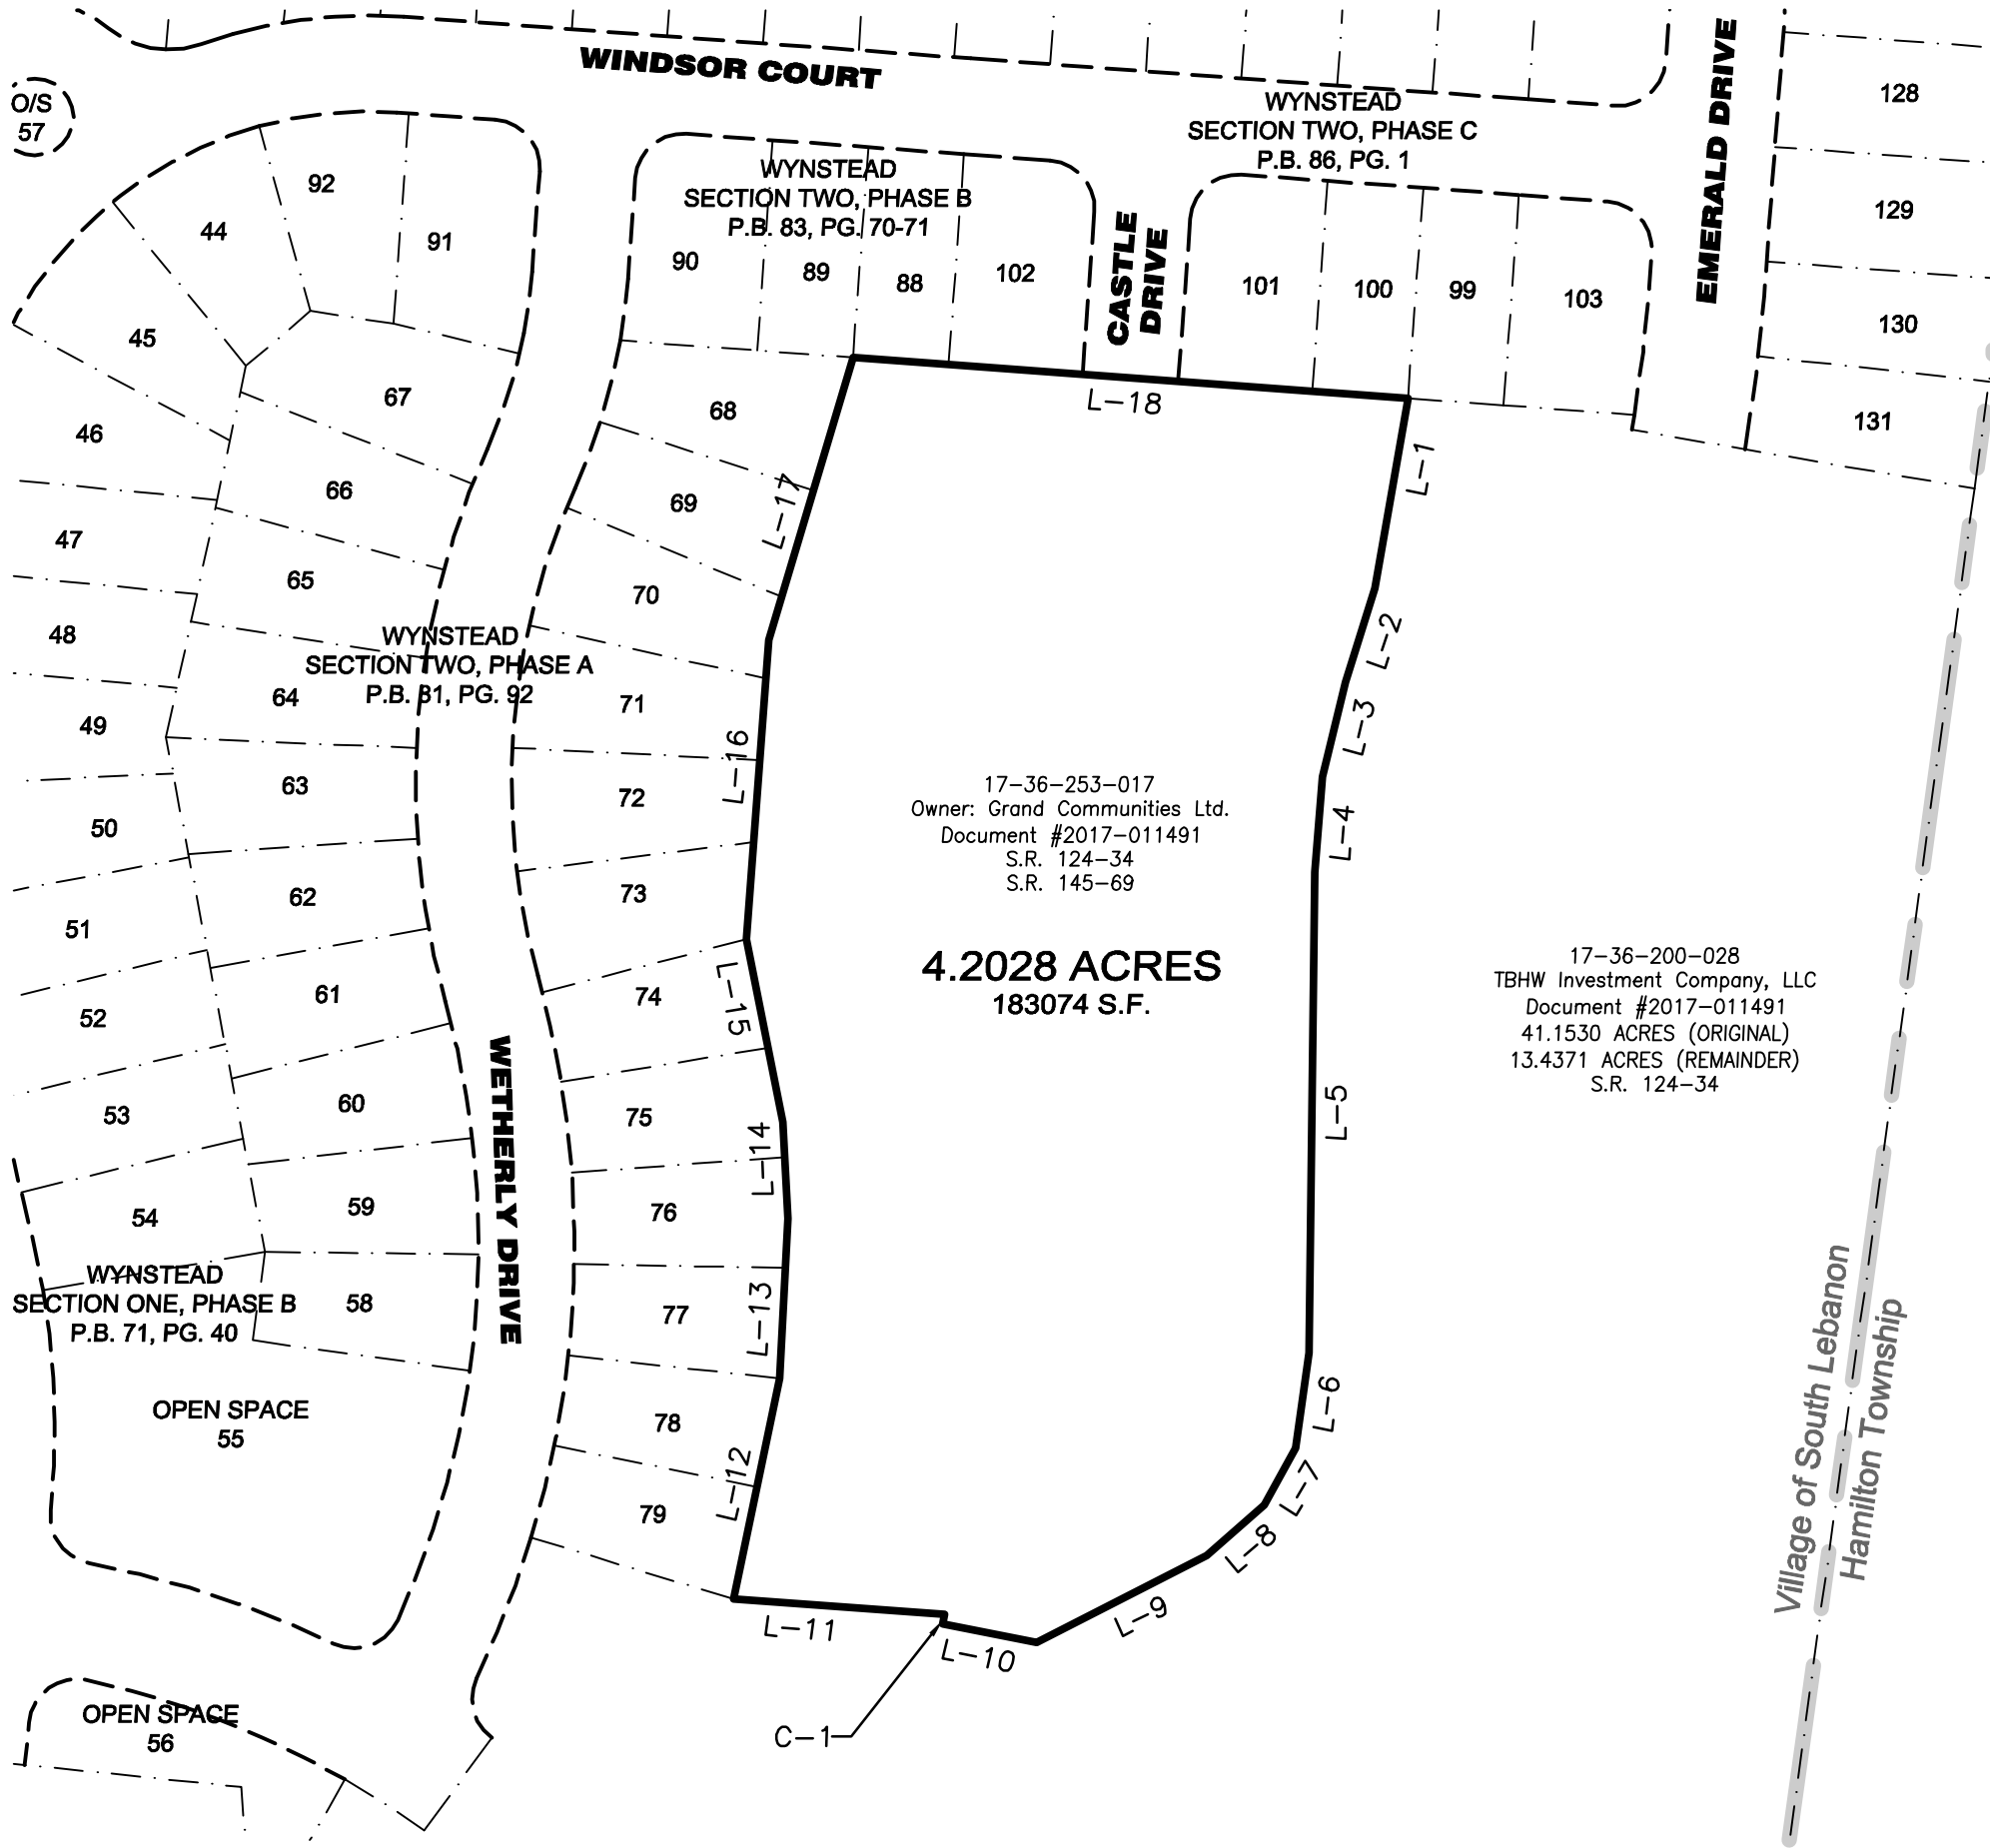 WINDSOR COURT
EMERALD DRIVE
O/S
57
WYNSTEAD
SECTION TWO, PHASE C
P.B. 86, PG. 1
128
129
130
131
92
44
91
45
WYNSTEAD
SECTION TWO, PHASE B
P.B. 83, PG. 70-71
90
89
88
102
CASTLE
DRIVE
101
100
99
103
L-18
67
68
46
66
69
47
65
70
48
WYNSTEAD
SECTION TWO, PHASE A
P.B. 81, PG. 92
64
71
49
63
72
50
62
73
51
61
74
52
60
75
53
59
76
54
WYNSTEAD
SECTION ONE, PHASE B
P.B. 71, PG. 40
58
77
78
79
OPEN SPACE
55
OPEN SPACE
56
WETHERLY DRIVE
L-17
L-16
L-15
L-14
L-13
L-12
L-11
C-1
L-10
L-9
L-8
L-7
L-6
L-5
L-4
L-3
L-2
L-1
17-36-253-017
Owner: Grand Communities Ltd.
Document #2017-011491
S.R. 124-34
S.R. 145-69
4.2028 ACRES
183074 S.F.
17-36-200-028
TBHW Investment Company, LLC
Document #2017-011491
41.1530 ACRES (ORIGINAL)
13.4371 ACRES (REMAINDER)
S.R. 124-34
Village of South Lebanon
Hamilton Township